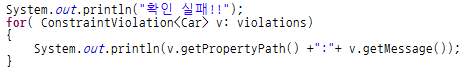 System.out.println("확인 실패!!");
for( ConstraintViolation<Car> v: violations)
{
    System.out.println(v.getPropertyPath() +":"+ v.getMessage());
}